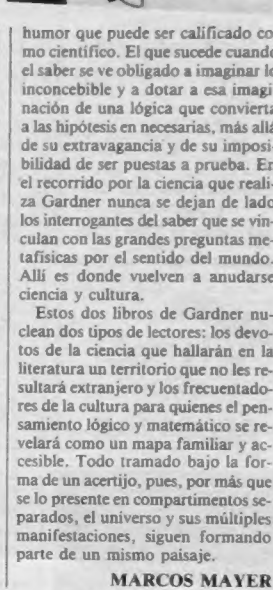 humor que puede ser calificado co-
mo científico. El que sucede cuando
el saber se ve obligado a imaginar lo
inconcebible y a dotar a esa imagi-
nación de una lógica que convierta
a las hipótesis en necesarias, más allá
de su extravagancia y de su imposi-
bilidad de ser puestas a prueba. En
el recorrido por la ciencia que reali-
za Gardner nunca se dejan de lado
los interrogantes del saber que se vin-
culan con las grandes preguntas me-
tafísicas por el sentido del mundo.
Allí es donde vuelven a anudarse
ciencia y cultura.
Estos dos libros de Gardner nu-
clean dos tipos de lectores: los devo-
tos de la ciencia que hallarán en la
literatura un territorio que no les re-
sultará extranjero y los frecuentado-
res de la cultura para quienes el pen-
samiento lógico y matemático se re-
velará como un mapa familiar y ac-
cesible. Todo tramado bajo la for-
ma de un acertijo, pues, por más que
se lo presente en compartimentos se-
parados, el universo y sus múltiples
manifestaciones, siguen formando
parte de un mismo paisaje.
MARCOS MAYER